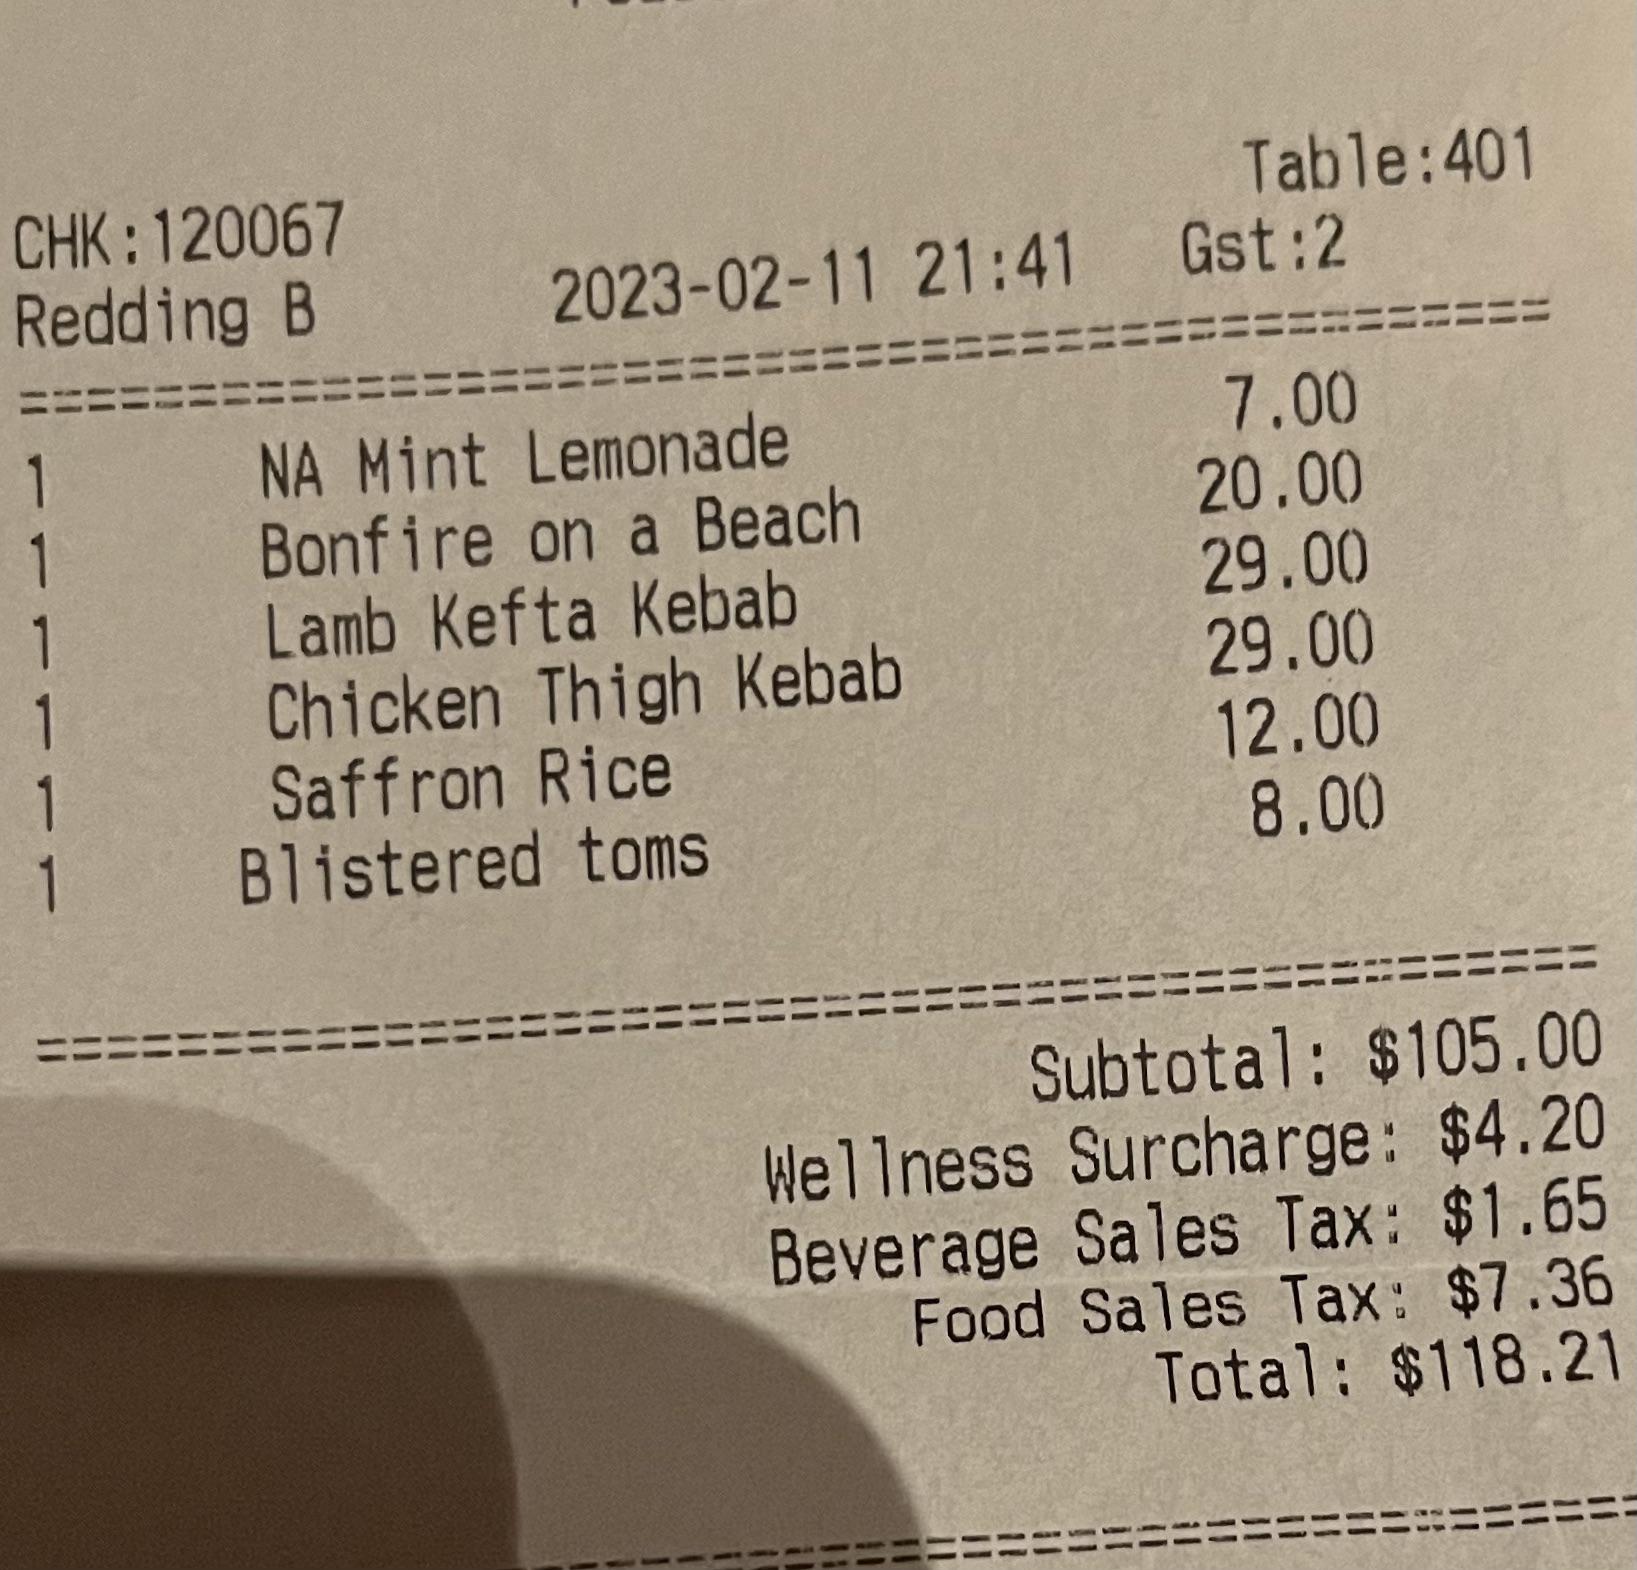 Table:401
CHK:120067
Redding B 2023-02-11 21:41 Gst:2
==============================================
1 NA Mint Lemonade 7.00
1 Bonfire on a Beach 20.00
1 Lamb Kefta Kebab 29.00
1 Chicken Thigh Kebab 29.00
1 Saffron Rice 12.00
1 Blistered toms 8.00
==============================================
Subtotal: $105.00
Wellness Surcharge: $4.20
Beverage Sales Tax: $1.65
Food Sales Tax: $7.36
Total: $118.21